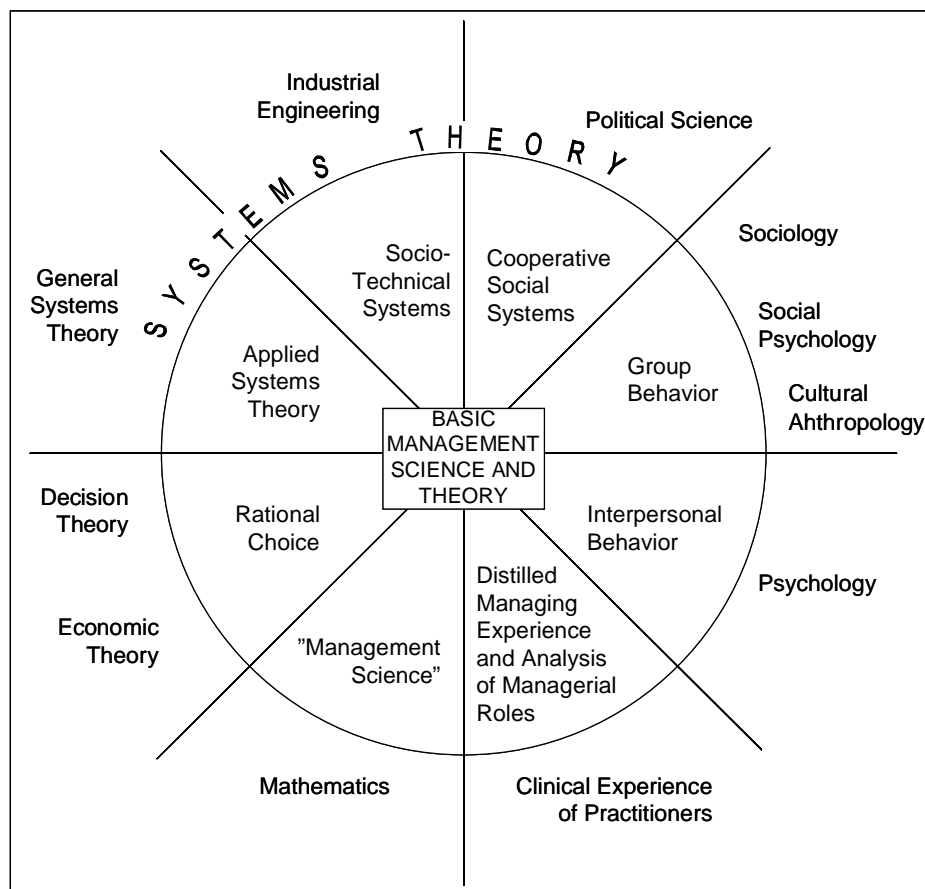 Industrial
Engineering
Political Science
SYSTEMS THEORY
Sociology
General
Systems
Theory
Socio-
Technical
Systems
Cooperative
Social
Systems
Social
Psychology
Applied
Systems
Theory
Group
Behavior
Cultural
Ahthropology
BASIC
MANAGEMENT
SCIENCE AND
THEORY
Decision
Theory
Rational
Choice
Interpersonal
Behavior
Distilled
Managing
Experience
and Analysis
of Managerial
Roles
Psychology
Economic
Theory
”Management
Science”
Mathematics
Clinical Experience
of Practitioners